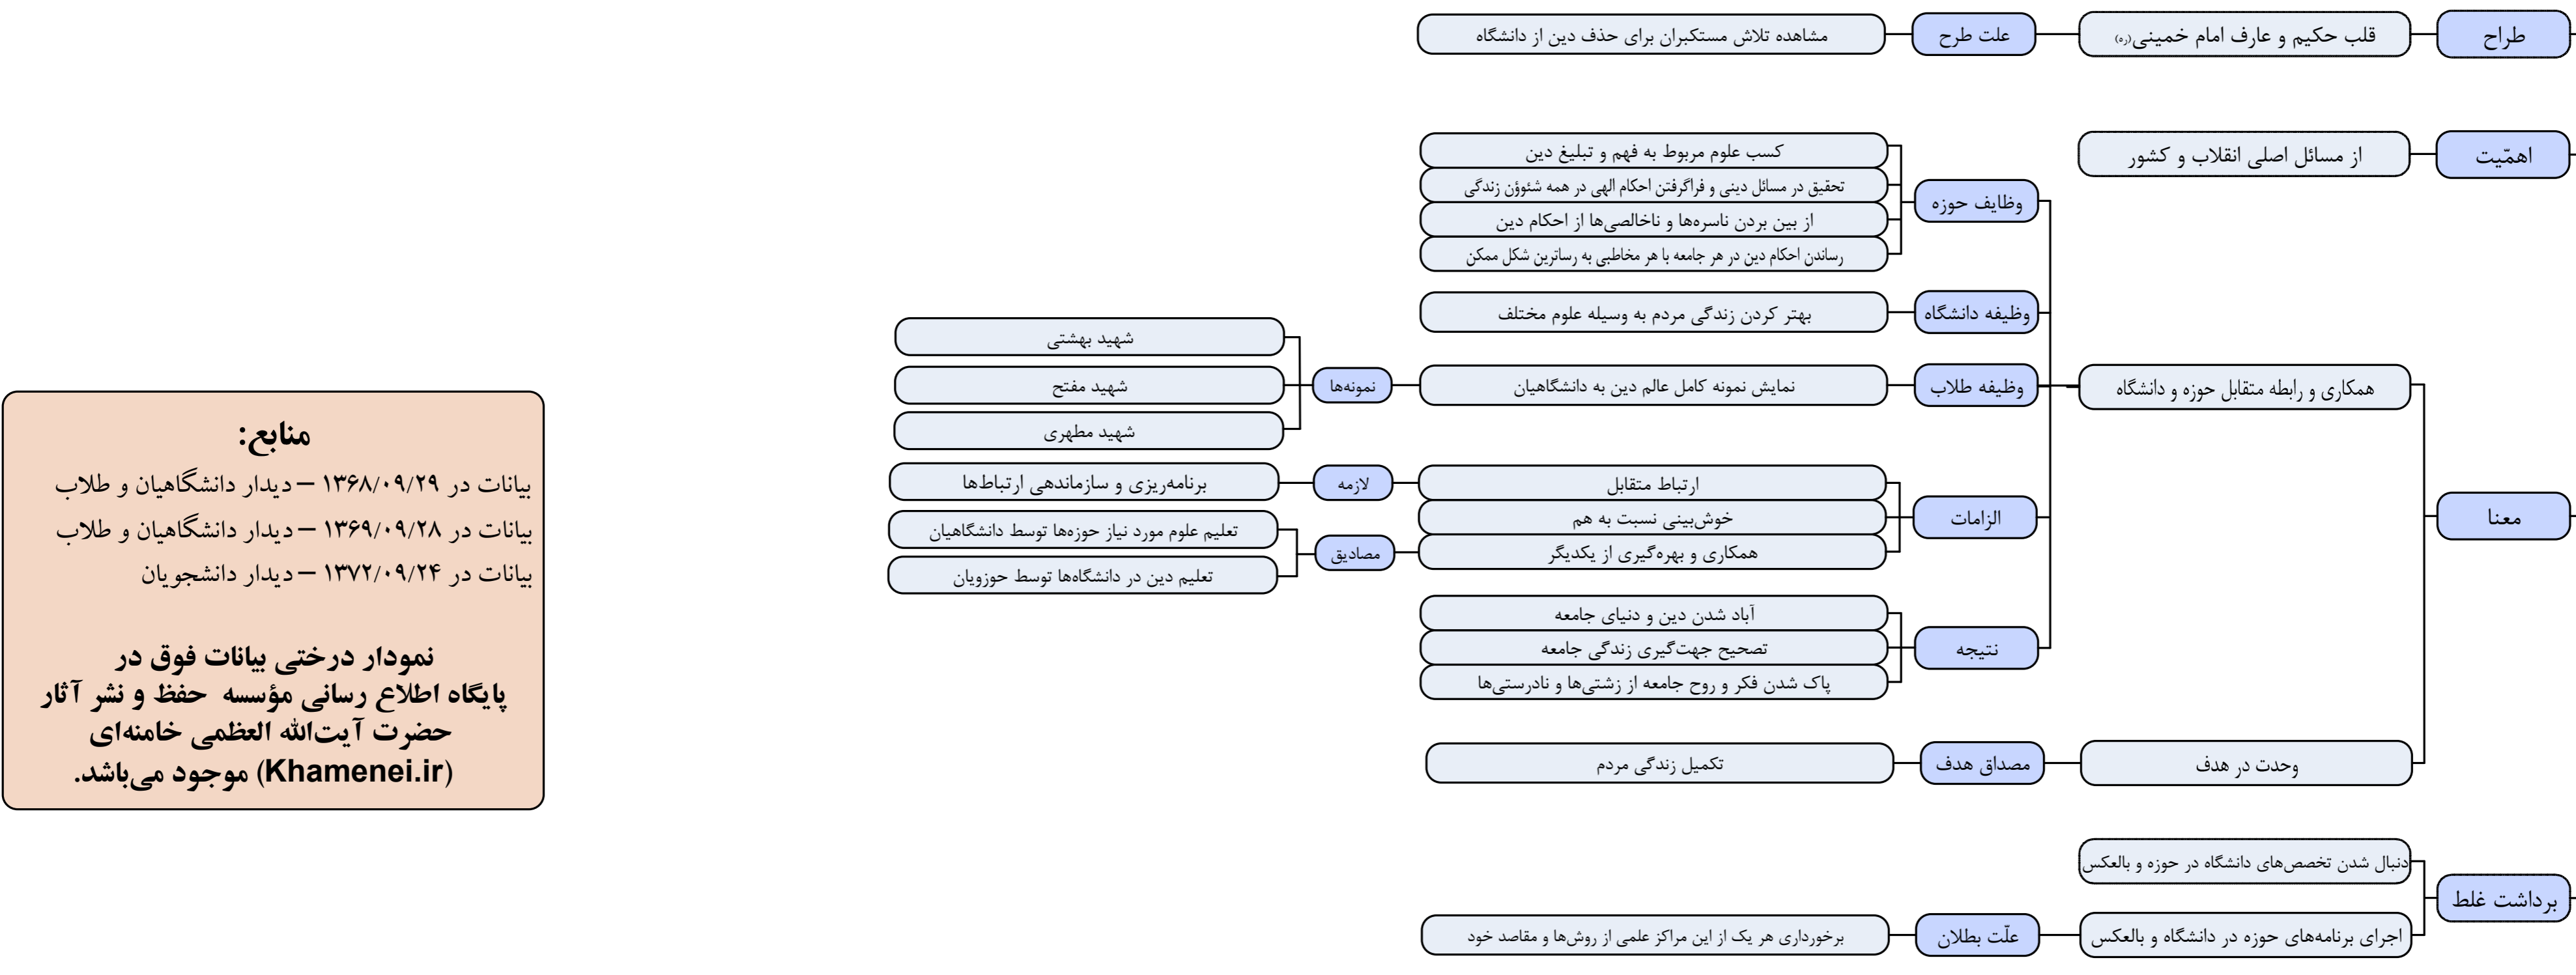 طراح
قلب حکیم و عارف امام خمینی(ره)
علت طرح
مشاهده تلاش مستکبران برای حذف دین از دانشگاه
اهمّیت
از مسائل اصلی انقلاب و کشور
معنا
همکاری و رابطه متقابل حوزه و دانشگاه
وظایف حوزه
کسب علوم مربوط به فهم و تبلیغ دین
تحقیق در مسائل دینی و فراگرفتن احکام الهی در همه شئوون زندگی
از بین بردن ناسره‌ها و ناخالصی‌ها از احکام دین
رساندن احکام دین در هر جامعه با هر مخاطبی به رساترین شکل ممکن
وظیفه دانشگاه
بهتر کردن زندگی مردم به وسیله علوم مختلف
وظیفه طلاب
نمایش نمونه کامل عالم دین به دانشگاهیان
نمونه‌ها
شهید بهشتی
شهید مفتح
شهید مطهری
الزامات
ارتباط متقابل
لازمه
برنامه‌ریزی و سازماندهی ارتباط‌ها
خوش‌بینی نسبت به هم
همکاری و بهره‌گیری از یکدیگر
مصادیق
تعلیم علوم مورد نیاز حوزه‌ها توسط دانشگاهیان
تعلیم دین در دانشگاه‌ها توسط حوزویان
نتیجه
آباد شدن دین و دنیای جامعه
تصحیح جهت‌گیری زندگی جامعه
پاک شدن فکر و روح جامعه از زشتی‌ها و نادرستی‌ها
وحدت در هدف
مصداق هدف
تکمیل زندگی مردم
برداشت غلط
دنبال شدن تخصص‌های دانشگاه در حوزه و بالعکس
اجرای برنامه‌های حوزه در دانشگاه و بالعکس
علّت بطلان
برخورداری هر یک از این مراکز علمی از روش‌ها و مقاصد خود
منابع:
بیانات در ۱۳۶۸/۰۹/۲۹ – دیدار دانشگاهیان و طلاب
بیانات در ۱۳۶۹/۰۹/۲۸ – دیدار دانشگاهیان و طلاب
بیانات در ۱۳۷۲/۰۹/۲۴ – دیدار دانشجویان
نمودار درختی بیانات فوق در
پایگاه اطلاع رسانی مؤسسه حفظ و نشر آثار
حضرت آیت‌الله العظمی خامنه‌ای
(Khamenei.ir) موجود می‌باشد.